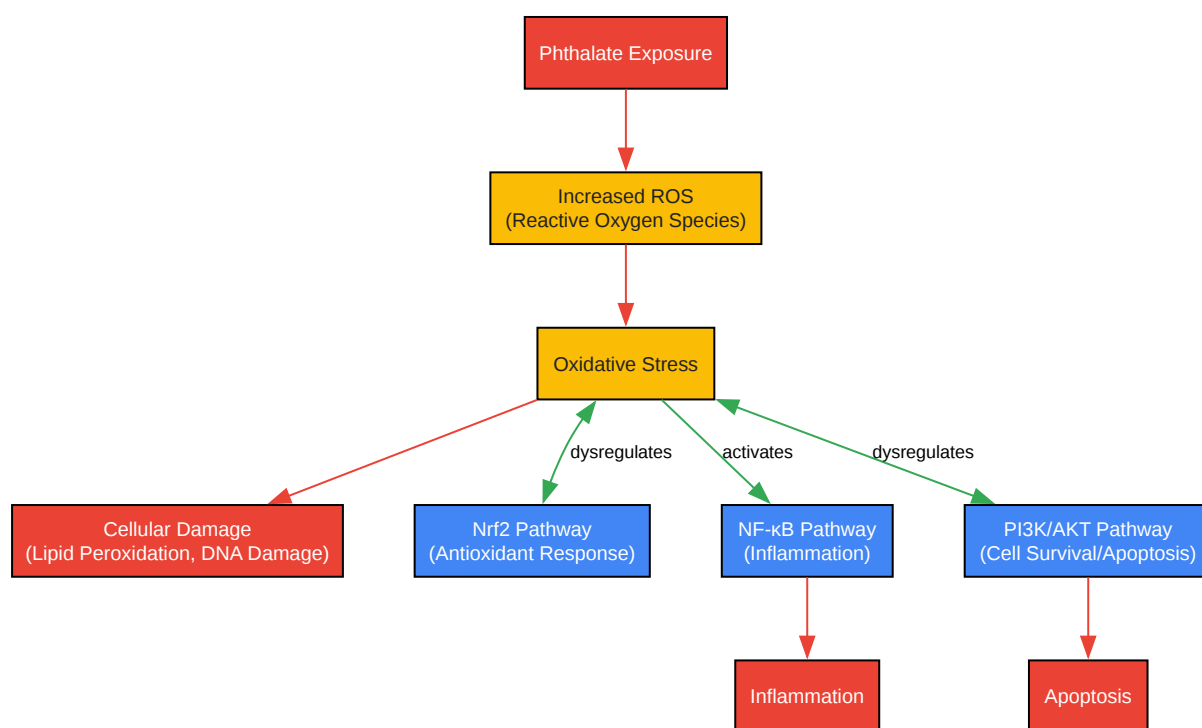 Phthalate Exposure
Increased ROS
(Reactive Oxygen Species)
Oxidative Stress
dysregulates
activates
dysregulates
Cellular Damage
(Lipid Peroxidation, DNA Damage)
Nrf2 Pathway
(Antioxidant Response)
NF-κB Pathway
(Inflammation)
PI3K/AKT Pathway
(Cell Survival/Apoptosis)
Inflammation
Apoptosis